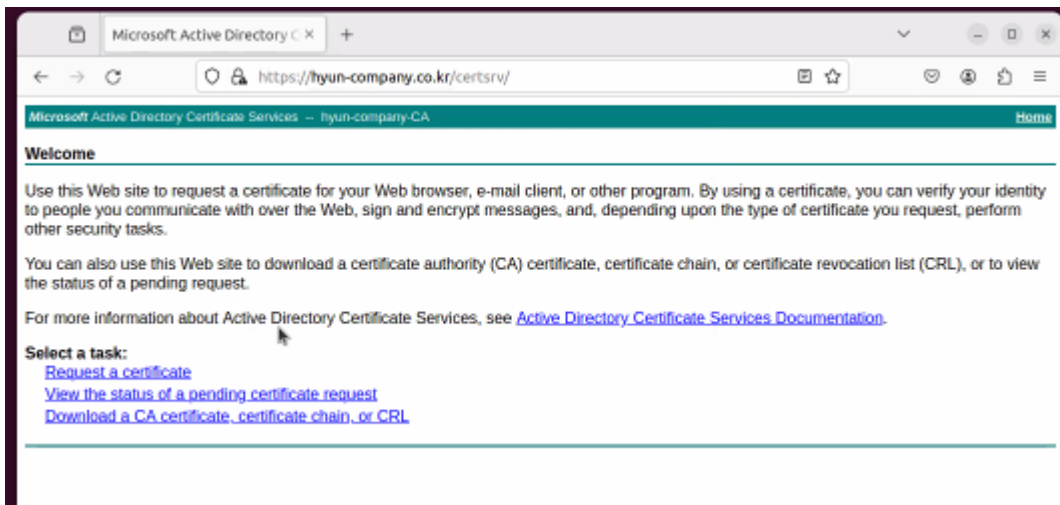 Microsoft Active Directory C
https://hyun-company.co.kr/certsrv/
Microsoft Active Directory Certificate Services -- hyun-company-CA
Home
Welcome
Use this Web site to request a certificate for your Web browser, e-mail client, or other program. By using a certificate, you can verify your identity
to people you communicate with over the Web, sign and encrypt messages, and, depending upon the type of certificate you request, perform
other security tasks.
You can also use this Web site to download a certificate authority (CA) certificate, certificate chain, or certificate revocation list (CRL), or to view
the status of a pending request.
For more information about Active Directory Certificate Services, see Active Directory Certificate Services Documentation.
Select a task:
Request a certificate
View the status of a pending certificate request
Download a CA certificate, certificate chain, or CRL